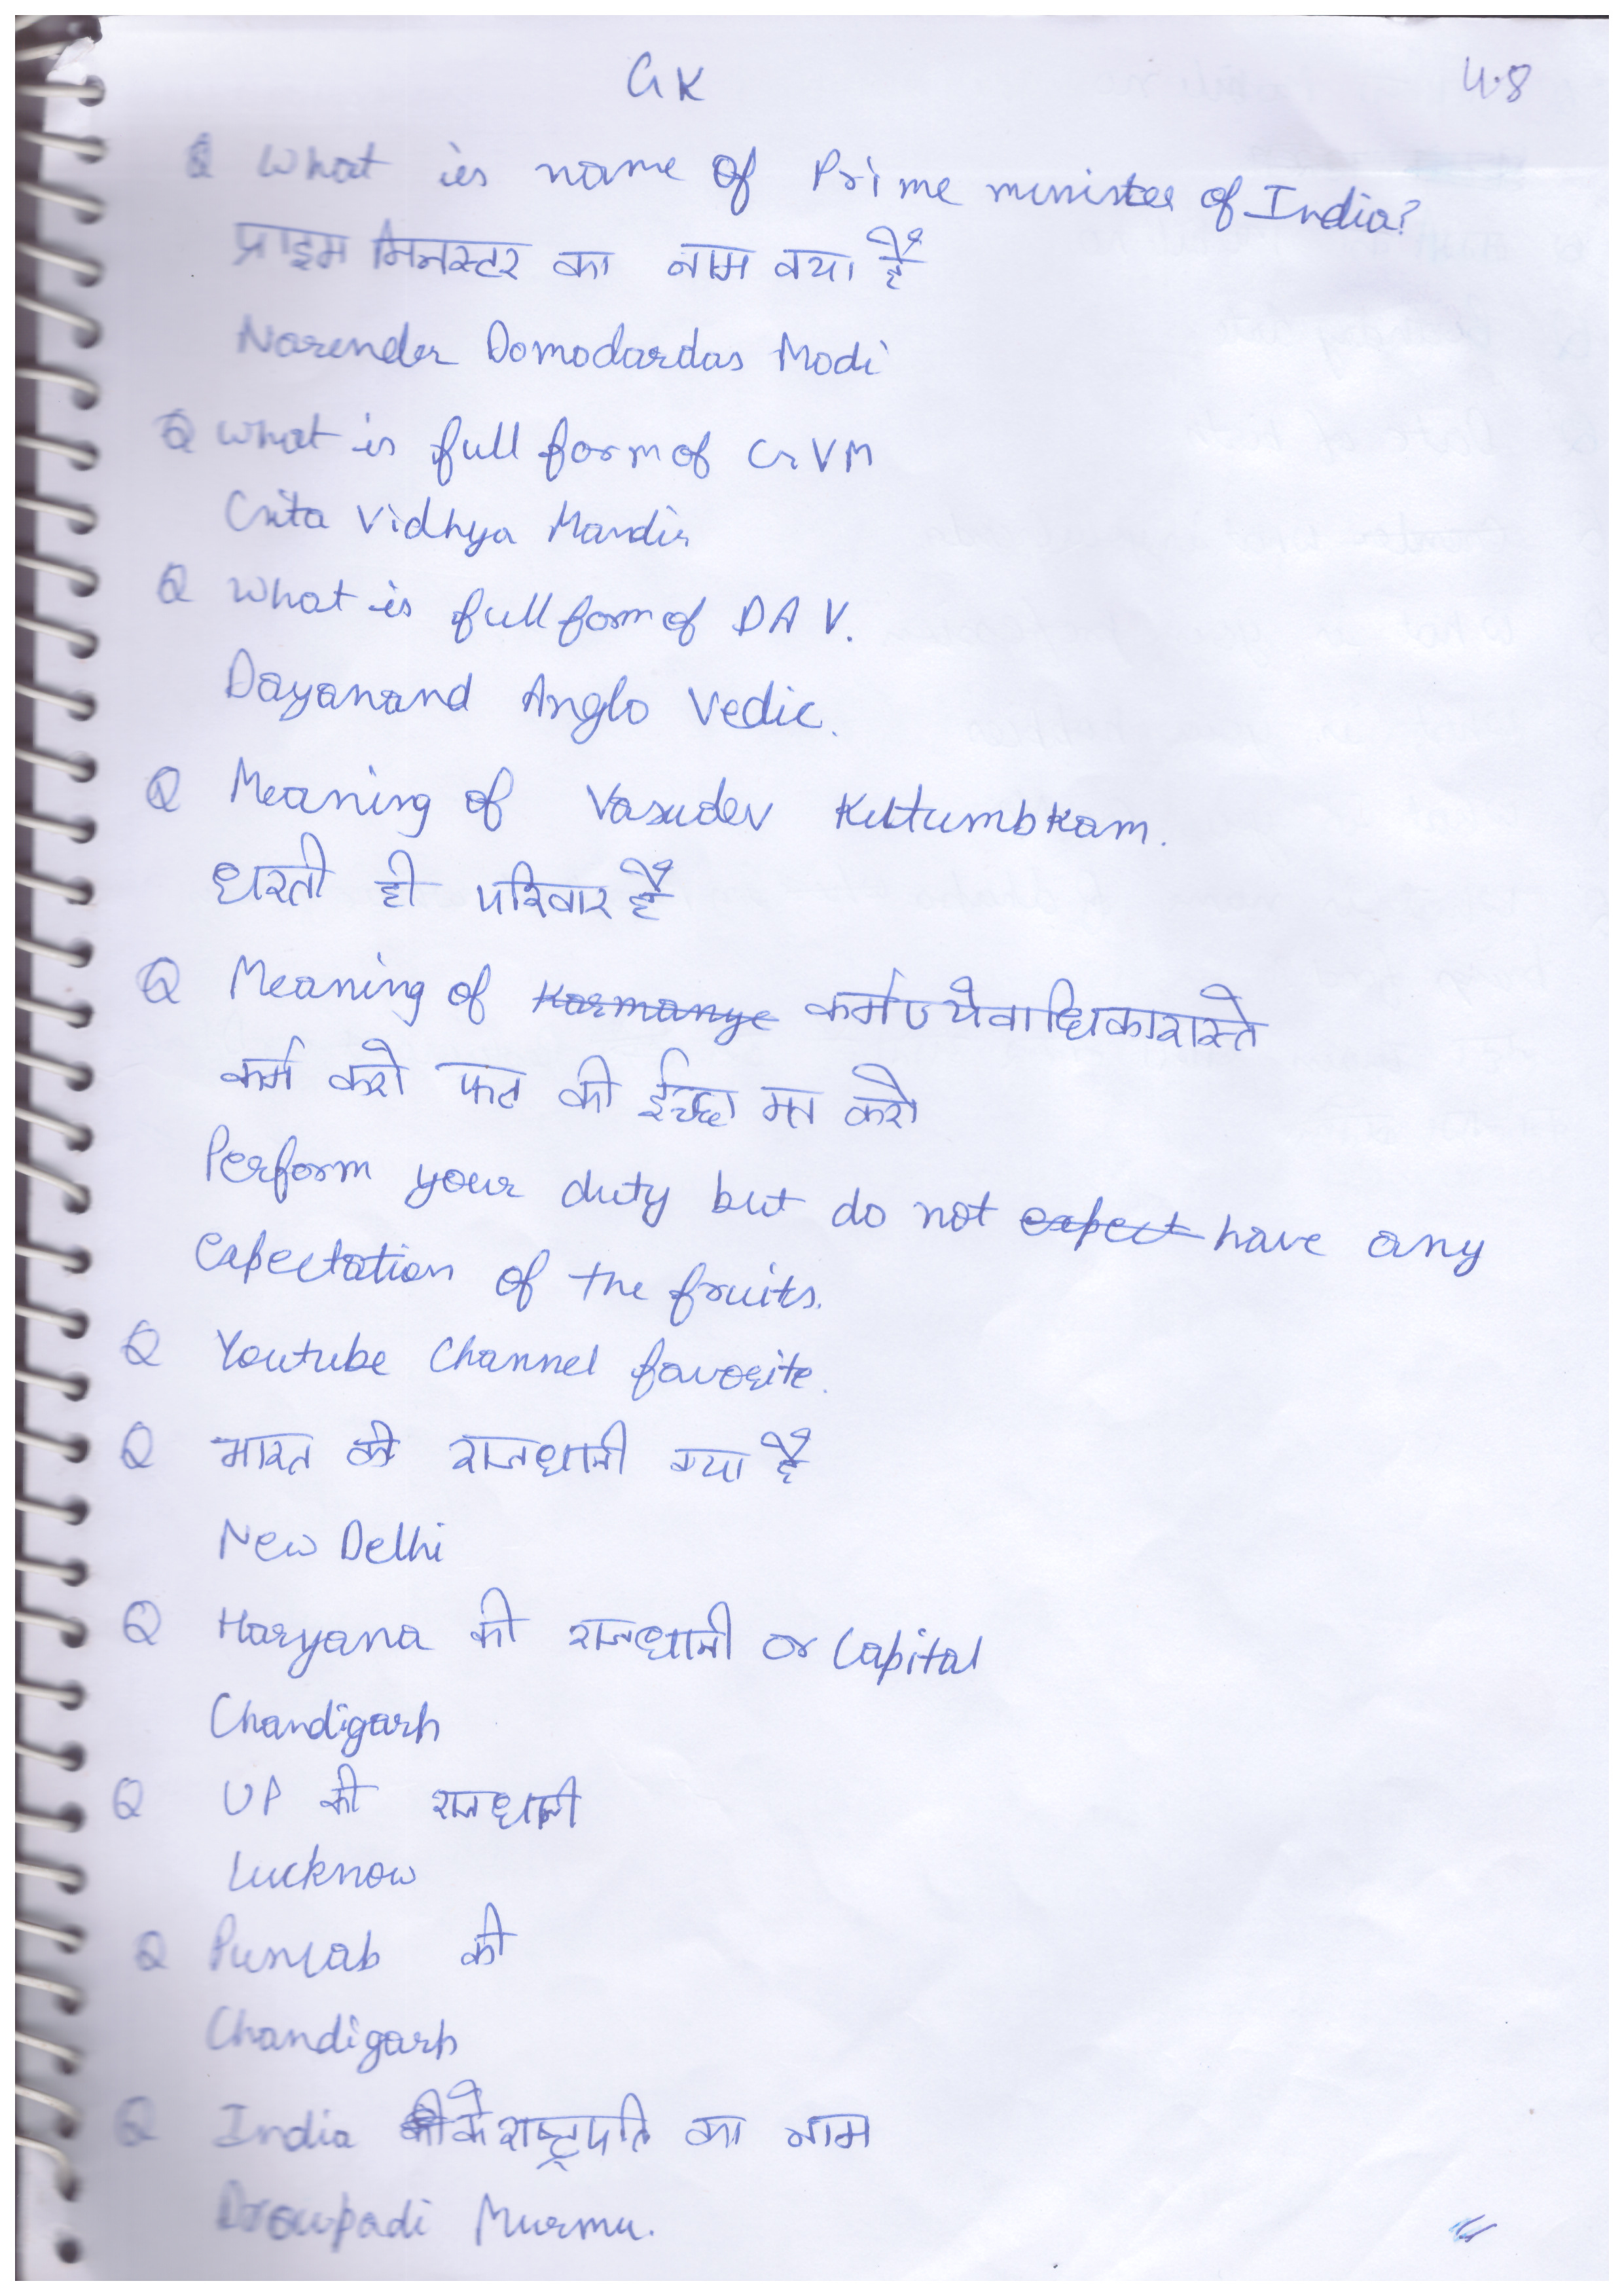 GK
4.8
Q What is name of Prime minister of India?
प्राइम मिनस्टर का नाम क्या है
Narender Domodardas Modi
Q What is full form of GVM
Gita Vidhya Mandir
Q What is full form of DAV.
Dayanand Anglo Vedic.
Q Meaning of Vasudev Kuttumbkam.
धरती ही परिवार है
Q Meaning of Karmanye कर्मण्येवाधिकारास्ते
कर्म करो फल की ईच्छा मत करो
Perform your duty but do not expect have any
expectation of the fruits.
Q Youtube Channel favorite.
Q भारत की राजधानी क्या है
New Delhi
Q Haryana की राजधानी or Capital
Chandigarh
Q UP की राजधानी
Lucknow
Q Punjab की
Chandigarh
Q India के राष्ट्रपति का नाम
Droupadi Murmu.